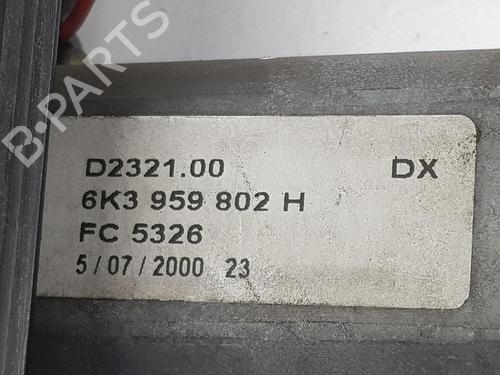 B-PARTS
D2321.00 DX
6K3 959 802 H
FC 5326
5/07/2000 23